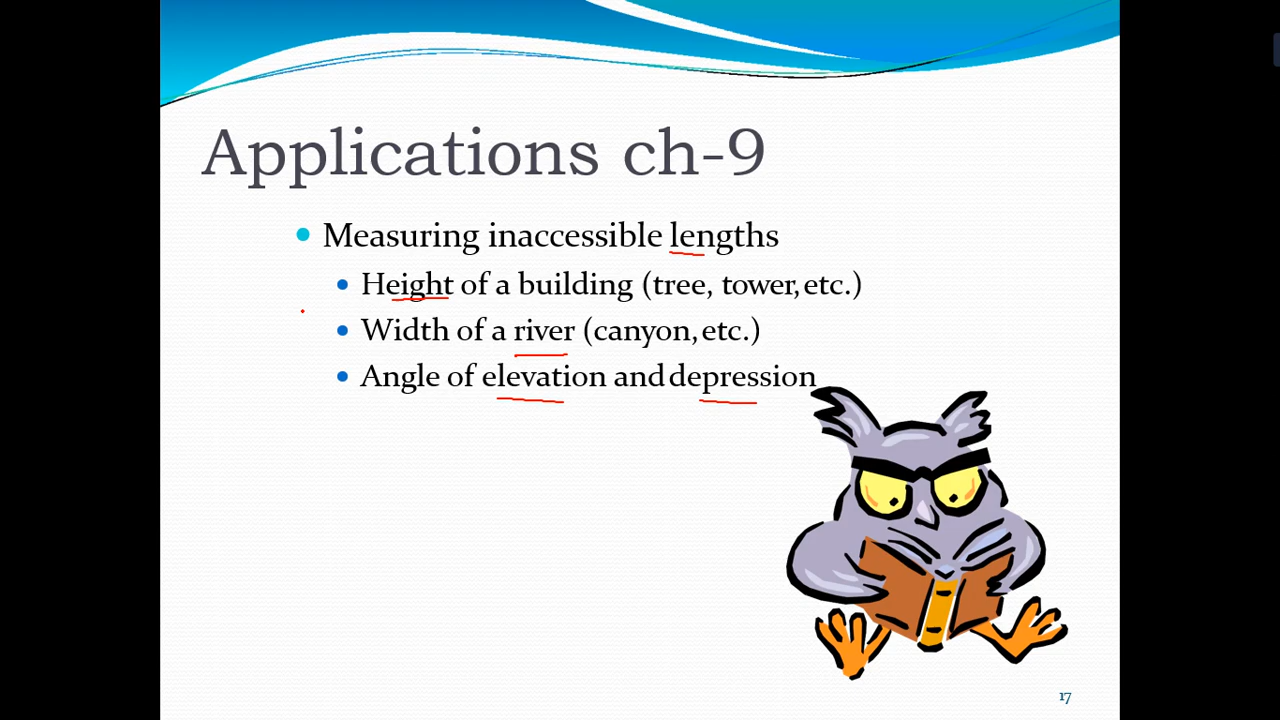 Applications ch-9
Measuring inaccessible lengths
Height of a building (tree, tower, etc.)
Width of a river (canyon, etc.)
Angle of elevation and depression
17